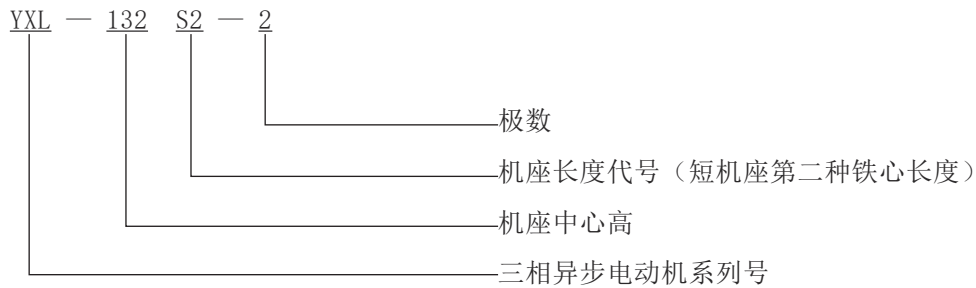 YXL — 132 S2 — 2
极数
机座长度代号（短机座第二种铁心长度）
机座中心高
三相异步电动机系列号